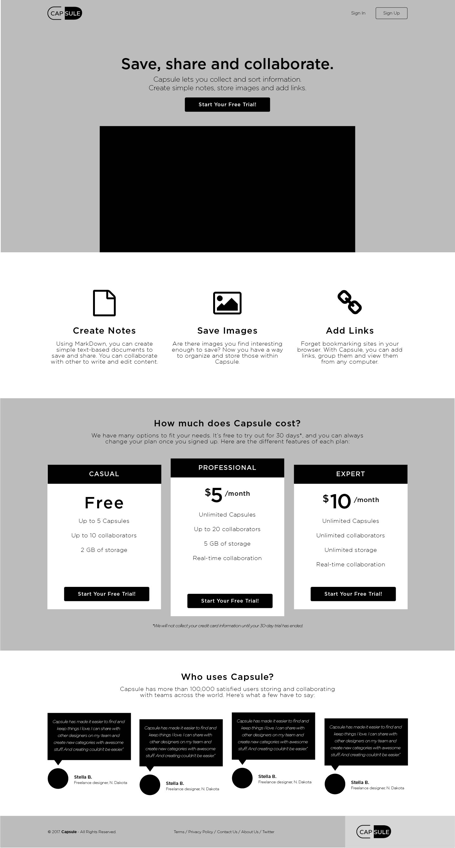 CAPSULE
Sign In
Sign Up
Save, share and collaborate.
Capsule lets you collect and sort information.
Create simple notes, store images and add links.
Start Your Free Trial!
Create Notes
Using MarkDown, you can create
simple text-based documents to
save and share. You can collaborate
with other to write and edit content.
Save Images
Are there images you find interesting
enough to save? Now you have a way
to organize and store those within
Capsule.
Add Links
Forget bookmarking sites in your
browser. With Capsule, you can add
links, group them and view them
from any computer.
How much does Capsule cost?
We have many options to fit your needs. It's free to try out for 30 days*, and you can always
change your plan once you signed up. Here are the different features of each plan:
CASUAL
Free
Up to 5 Capsules
Up to 10 collaborators
2 GB of storage
Start Your Free Trial!
PROFESSIONAL
$5 /month
Unlimited Capsules
Up to 20 collaborators
5 GB of storage
Real-time collaboration
Start Your Free Trial!
EXPERT
$10 /month
Unlimited Capsules
Unlimited collaborators
Unlimited storage
Real-time collaboration
Start Your Free Trial!
*We will not collect your credit card information until your 30 day trial has ended.
Who uses Capsule?
Capsule has more than 100,000 satisfied users storing and collaborating
with teams across the world. Here's what a few have to say:
Capsule has made it easier to find and
keep things I love. I can share with
other designers on my team and
create new categories with awesome
stuff. And creating couldn't be easier"
Stella B.
Freelance designer, N. Dakota
Capsule has made it easier to find and
keep things I love. I can share with
other designers on my team and
create new categories with awesome
stuff. And creating couldn't be easier"
Stella B.
Freelance designer, N. Dakota
Capsule has made it easier to find and
keep things I love. I can share with
other designers on my team and
create new categories with awesome
stuff. And creating couldn't be easier"
Stella B.
Freelance designer, N. Dakota
Capsule has made it easier to find and
keep things I love. I can share with
other designers on my team and
create new categories with awesome
stuff. And creating couldn't be easier"
Stella B.
Freelance designer, N. Dakota
© 2017 Capsule - All Rights Reserved
Terms / Privacy Policy / Contact Us / About Us / Twitter
CAPSULE